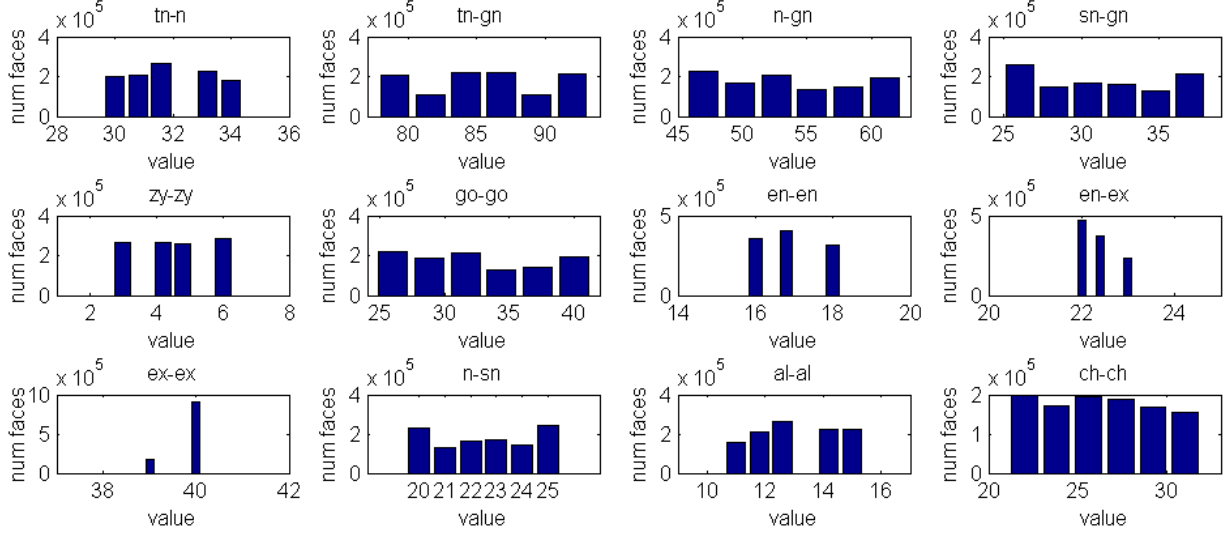 x 10^5 tn-n
num faces
4
2
0
28 30 32 34 36
value
x 10^5 tn-gn
num faces
4
2
0
80 85 90
value
x 10^5 n-gn
num faces
4
2
0
45 50 55 60
value
x 10^5 sn-gn
num faces
4
2
0
25 30 35
value
x 10^5 zy-zy
num faces
4
2
0
2 4 6 8
value
x 10^5 go-go
num faces
4
2
0
25 30 35 40
value
x 10^5 en-en
num faces
5
0
14 16 18 20
value
x 10^5 en-ex
num faces
5
0
20 22 24
value
x 10^5 ex-ex
num faces
10
5
0
38 40 42
value
x 10^5 n-sn
num faces
4
2
0
20 21 22 23 24 25
value
x 10^5 al-al
num faces
4
2
0
10 12 14 16
value
x 10^5 ch-ch
num faces
2
1
0
20 25 30
value